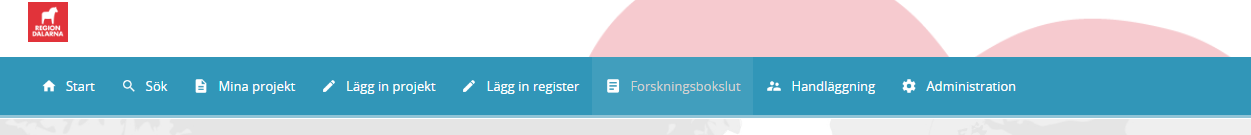 REGION
DALARNA
Start Sök Mina projekt Lägg in projekt Lägg in register Forskningsbokslut Handläggning Administration